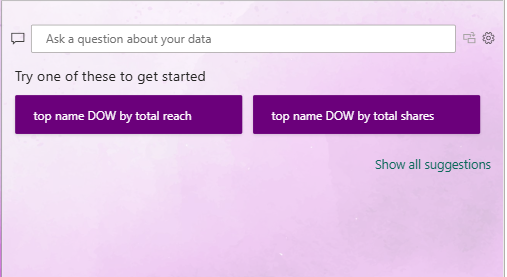 Ask a question about your data
Try one of these to get started
top name DOW by total reach
top name DOW by total shares
Show all suggestions